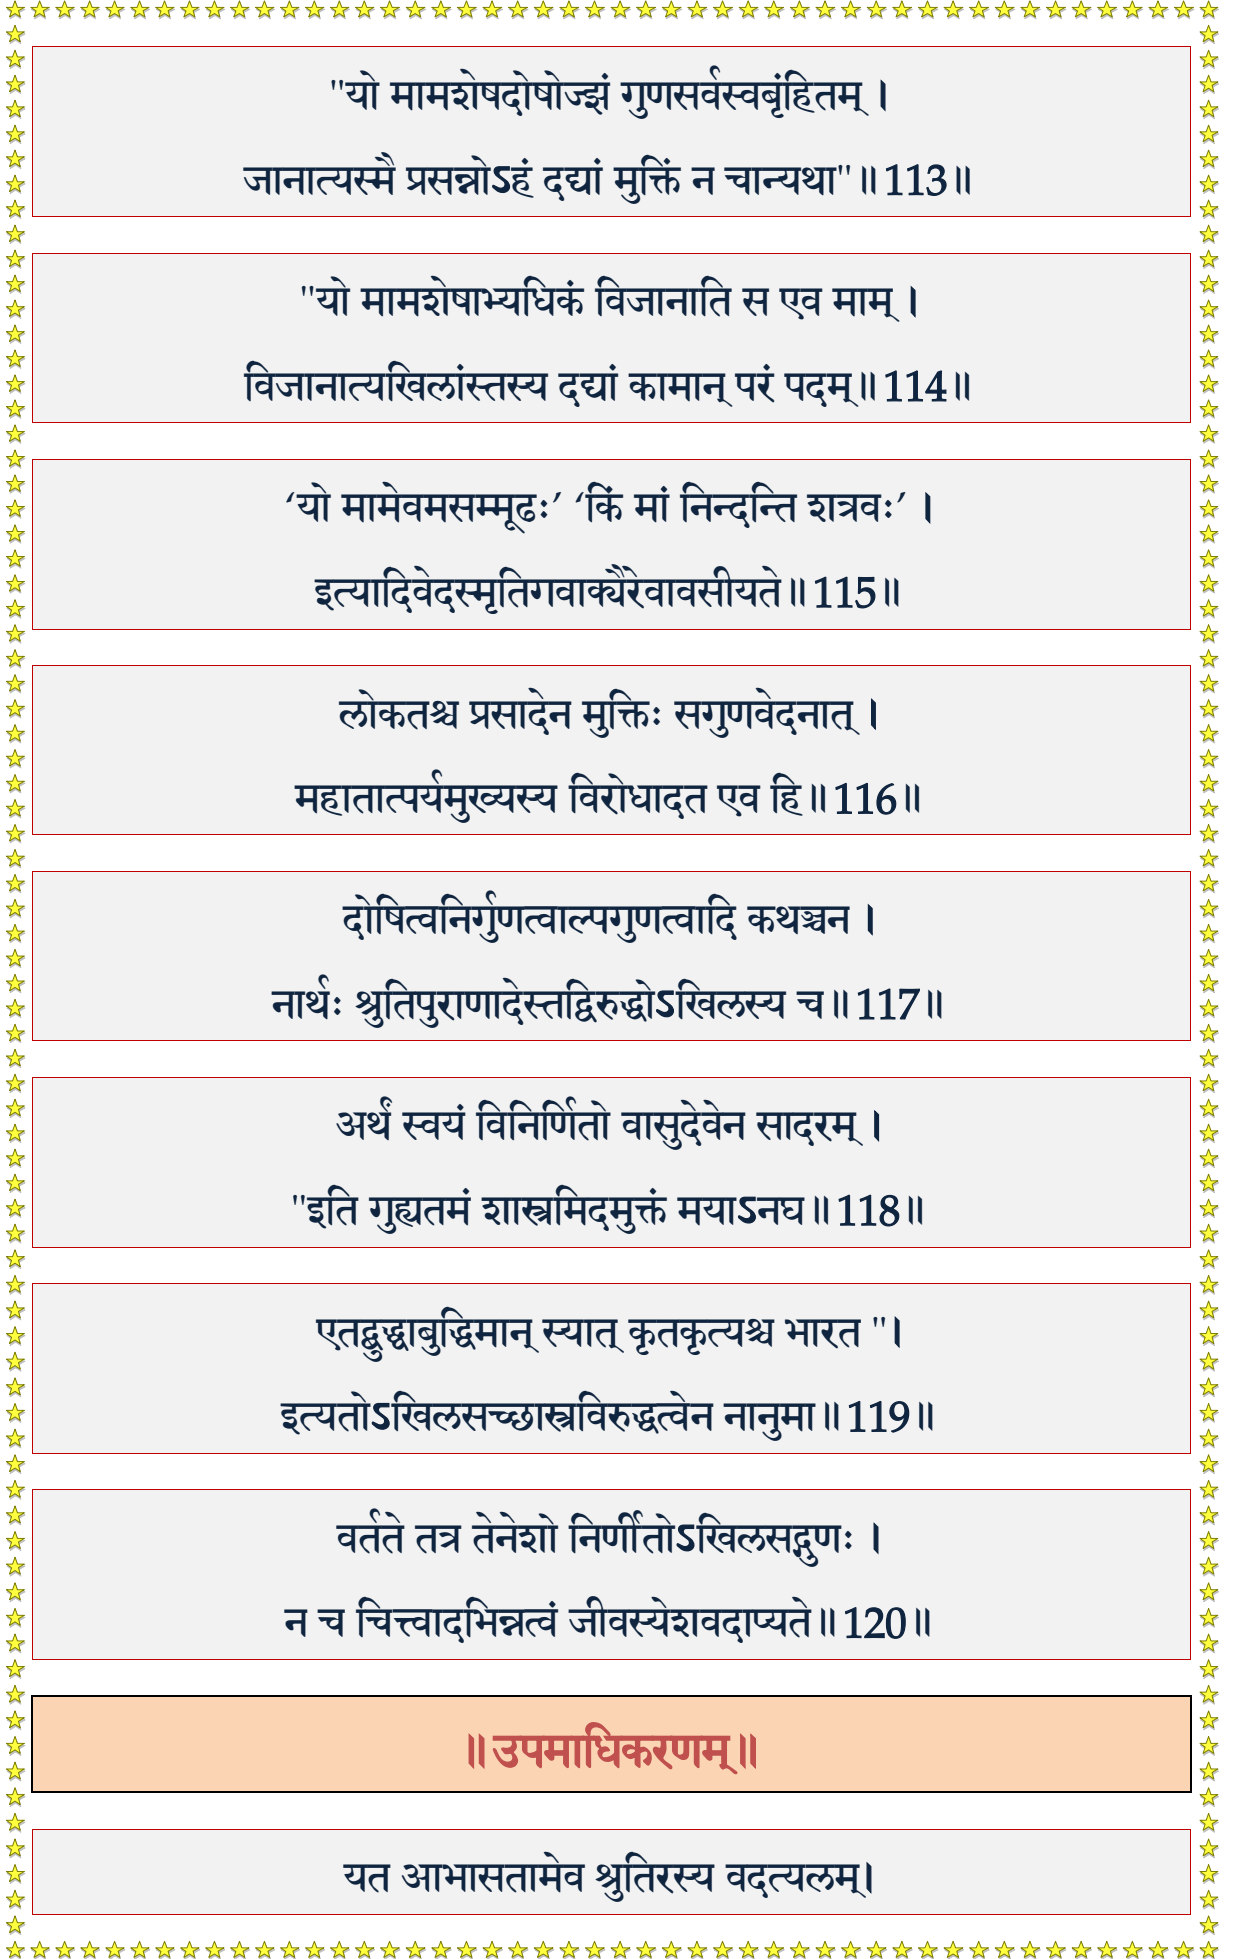 "यो मामशेषदोषोज्झं गुणसर्वस्वबृंहितम् ।
जानात्यस्मै प्रसन्नोऽहं दद्यां मुक्तिं न चान्यथा"॥113॥
"यो मामशेषाभ्यधिकं विजानाति स एव माम् ।
विजानात्यखिलांस्तस्य दद्यां कामान् परं पदम्॥114॥
‘यो मामेवमसम्मूढः’ ‘किं मां निन्दन्ति शत्रवः’ ।
इत्यादिवेदस्मृतिगवाक्यैरेवावसीयते॥115॥
लोकतश्च प्रसादेन मुक्तिः सगुणवेदनात् ।
महातात्पर्यमुख्यस्य विरोधादत एव हि॥116॥
दोषित्वनिर्गुणत्वाल्पगुणत्वादि कथञ्चन ।
नार्थः श्रुतिपुराणादेस्तद्विरुद्धोऽखिलस्य च॥117॥
अर्थं स्वयं विनिर्णितो वासुदेवेन सादरम् ।
"इति गुह्यतमं शास्त्रमिदमुक्तं मयाऽनघ॥118॥
एतद्बुद्धाबुद्धिमान् स्यात् कृतकृत्यश्च भारत "।
इत्यतोऽखिलसच्छास्त्रविरुद्धत्वेन नानुमा॥119॥
वर्तते तत्र तेनेशो निर्णीतोऽखिलसद्गुणः ।
न च चित्त्वादभिन्नत्वं जीवस्येशवदाप्यते॥120॥
॥उपमाधिकरणम्॥
यत आभासतामेव श्रुतिरस्य वदत्यलम्।